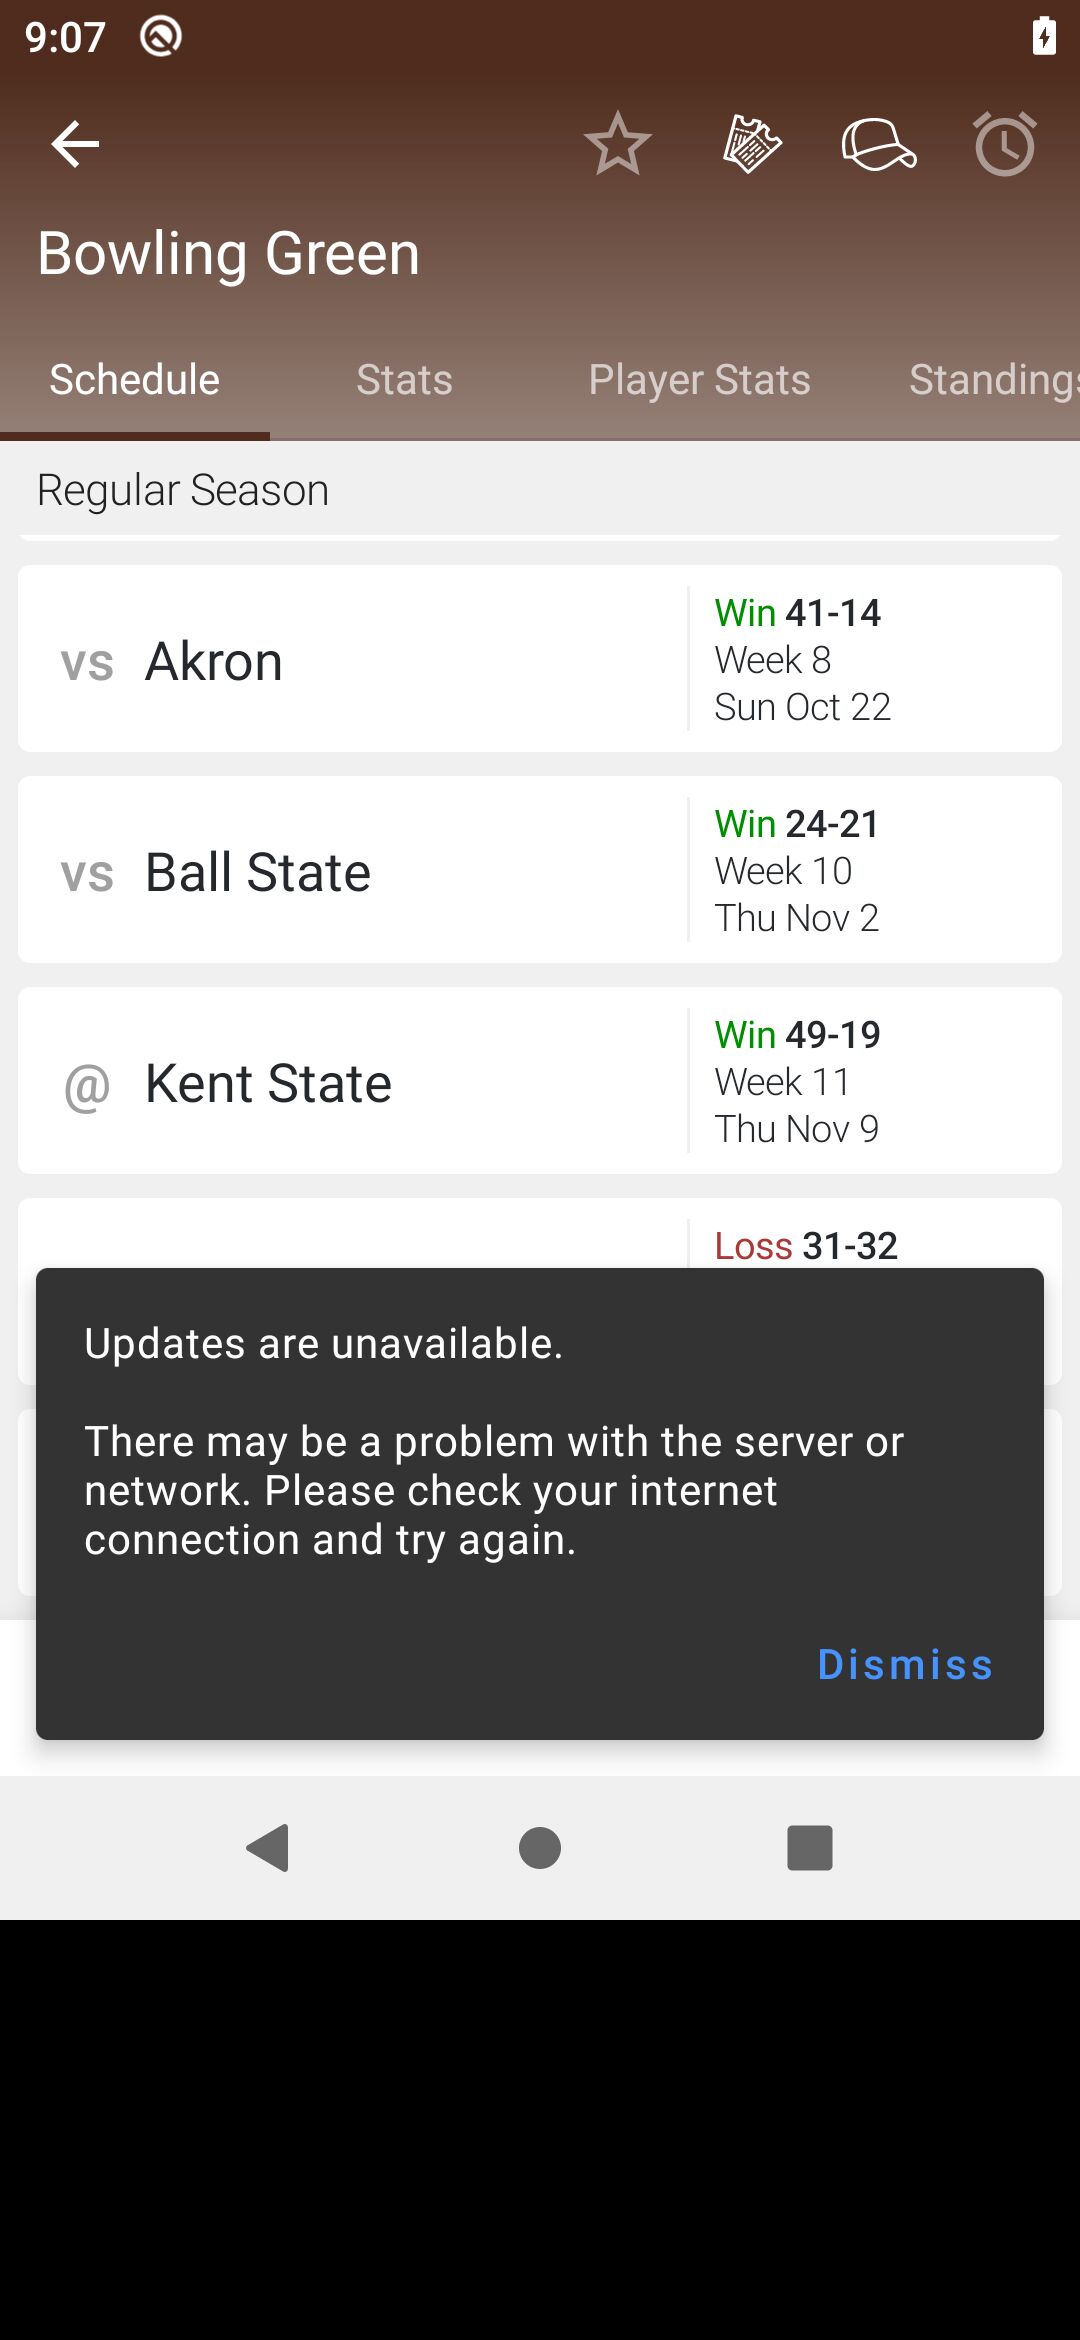 9:07
Bowling Green
Schedule Stats Player Stats Standings
Regular Season
vs Akron
Win 41-14
Week 8
Sun Oct 22
vs Ball State
Win 24-21
Week 10
Thu Nov 2
@ Kent State
Win 49-19
Week 11
Thu Nov 9
Loss 31-32
Updates are unavailable.
There may be a problem with the server or
network. Please check your internet
connection and try again.
Dismiss